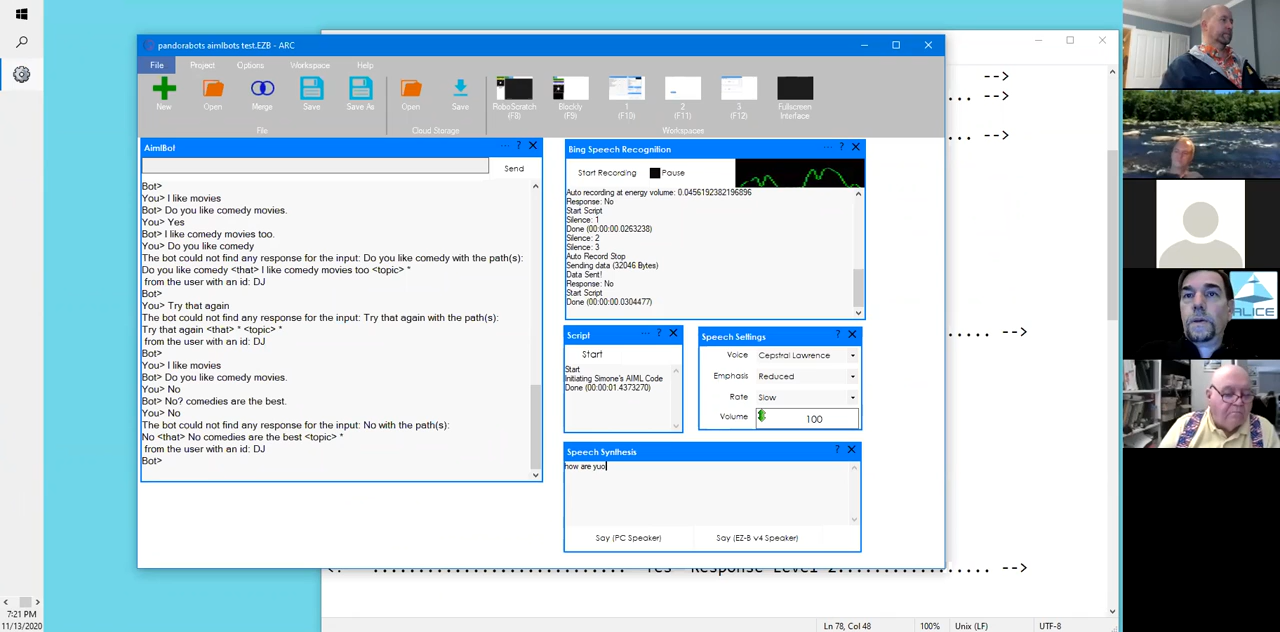 pandorabots aimlbots test.EZB - ARC
File Project Options Workspace Help
New Open Merge Save Save As Open Save RoboScratch (F8) Blockly (F9) 1 (F10) 2 (F11) 3 (F12) Fullscreen Interface
File Cloud Storage Workspaces
AimlBot ... ?
Send
Bot>
You> I like movies
Bot> Do you like comedy movies.
You> Yes
Bot> I like comedy movies too.
You> Do you like comedy
The bot could not find any response for the input: Do you like comedy with the path(s):
Do you like comedy <that> I like comedy movies too <topic> *
from the user with an id: DJ
Bot>
You> Try that again
The bot could not find any response for the input: Try that again with the path(s):
Try that again <that> * <topic> *
from the user with an id: DJ
Bot>
You> I like movies
Bot> Do you like comedy movies.
You> No
Bot> No? comedies are the best.
You> No
The bot could not find any response for the input: No with the path(s):
No <that> No comedies are the best <topic> *
from the user with an id: DJ
Bot>
Bing Speech Recognition ... ?
Start Recording Pause
Auto recording at energy volume: 0.0456192382196896
Response: No
Start Script
Silence: 1
Done (00:00:00.0263238)
Silence: 2
Silence: 3
Auto Record Stop
Sending data (32046 Bytes)
Data Sent!
Response: No
Start Script
Done (00:00:00.0304477)
Script ... ?
Start
Start
Initiating Simone's AIML Code
Done (00:00:01.4373270)
Speech Settings ?
Voice Cepstral Lawrence
Emphasis Reduced
Rate Slow
Volume 100
Speech Synthesis ?
how are yuo
Say (PC Speaker) Say (EZ-B v4 Speaker)
-->
... -->
... -->
... -->
<! ............................ Yes Response Level 2................. -->
Ln 78, Col 48 100% Unix (LF) UTF-8
7:21 PM
11/13/2020
ALICE